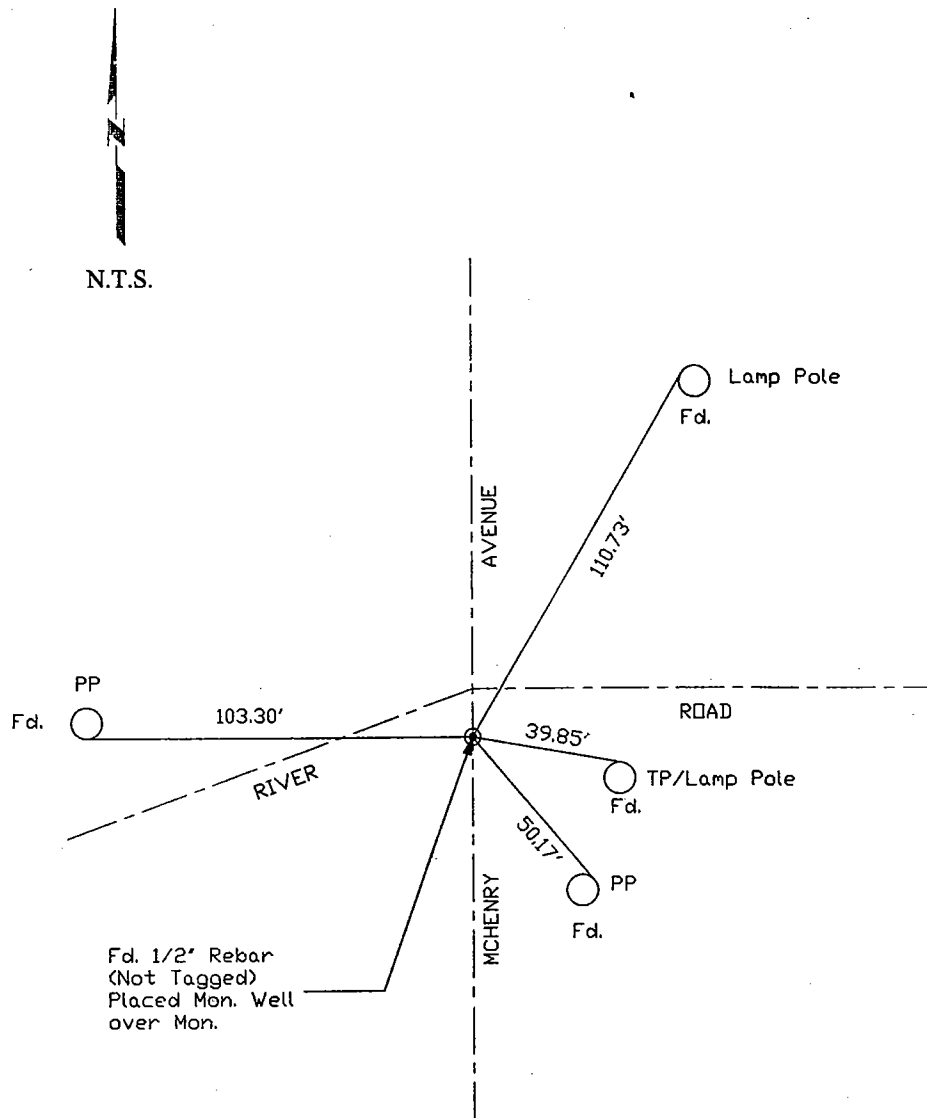 N
N.T.S.
Lamp Pole
Fd.
AVENUE
110.73'
PP
Fd.
103.30'
ROAD
39.85'
RIVER
TP/Lamp Pole
Fd.
50.17'
PP
Fd.
MCHENRY
Fd. 1/2" Rebar
(Not Tagged)
Placed Mon. Well
over Mon.